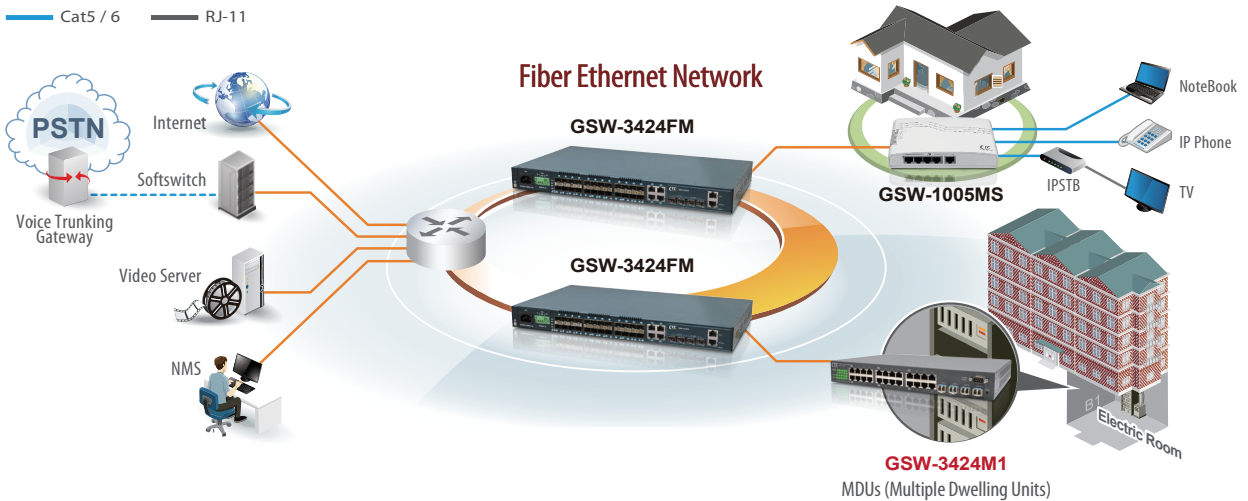 Cat5 / 6
RJ-11
Fiber Ethernet Network
PSTN
Voice Trunking
Gateway
Internet
Softswitch
Video Server
NMS
GSW-3424FM
GSW-3424FM
GSW-1005MS
NoteBook
IP Phone
IPSTB
TV
B1
Electric Room
GSW-3424M1
MDUs (Multiple Dwelling Units)